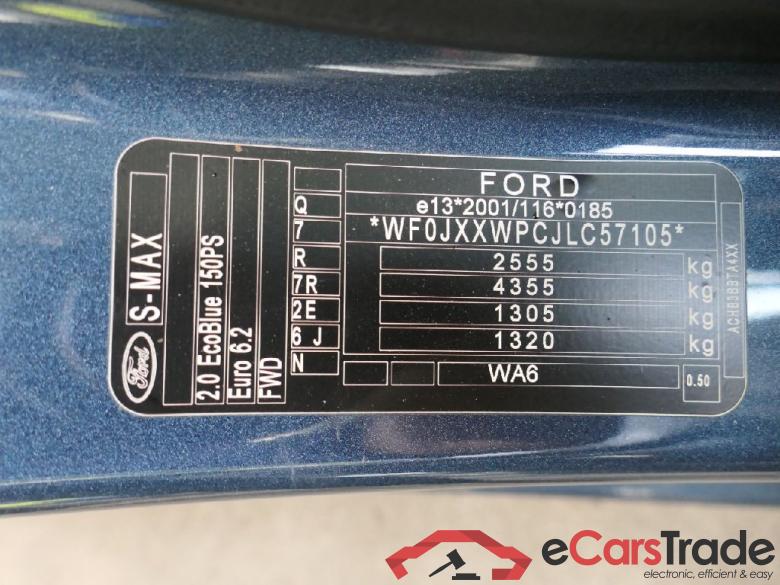 Ford
S-MAX
2.0 EcoBlue 150PS
Euro 6.2
FWD
Q
7
R
7R
2E
6 J
N
FORD
e13*2001/116*0185
*WF0JXXWPCJLC57105*
2555 kg
4355 kg
1305 kg
1320 kg
WA6
0.50
eCarsTrade
electronic, efficient & easy